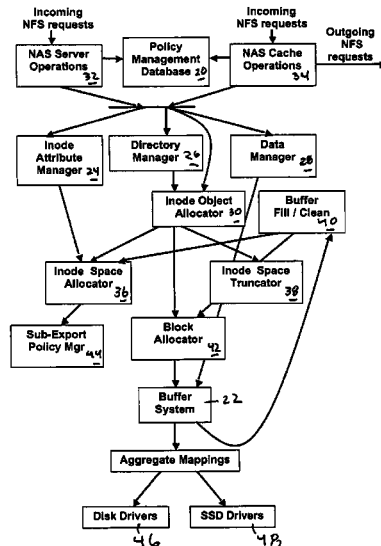 Incoming
NFS requests
Incoming
NFS requests
Outgoing
NFS
requests
NAS Server
Operations
32
Policy
Management
Database 20
NAS Cache
Operations
34
Inode
Attribute
Manager 24
Directory
Manager 26
Data
Manager 28
Inode Object
Allocator 30
Buffer
Fill / Clean
40
Inode Space
Allocator
36
Inode Space
Truncator
38
Sub-Export
Policy Mgr
44
Block
Allocator
42
Buffer
System
22
Aggregate Mappings
Disk Drivers
46
SSD Drivers
48